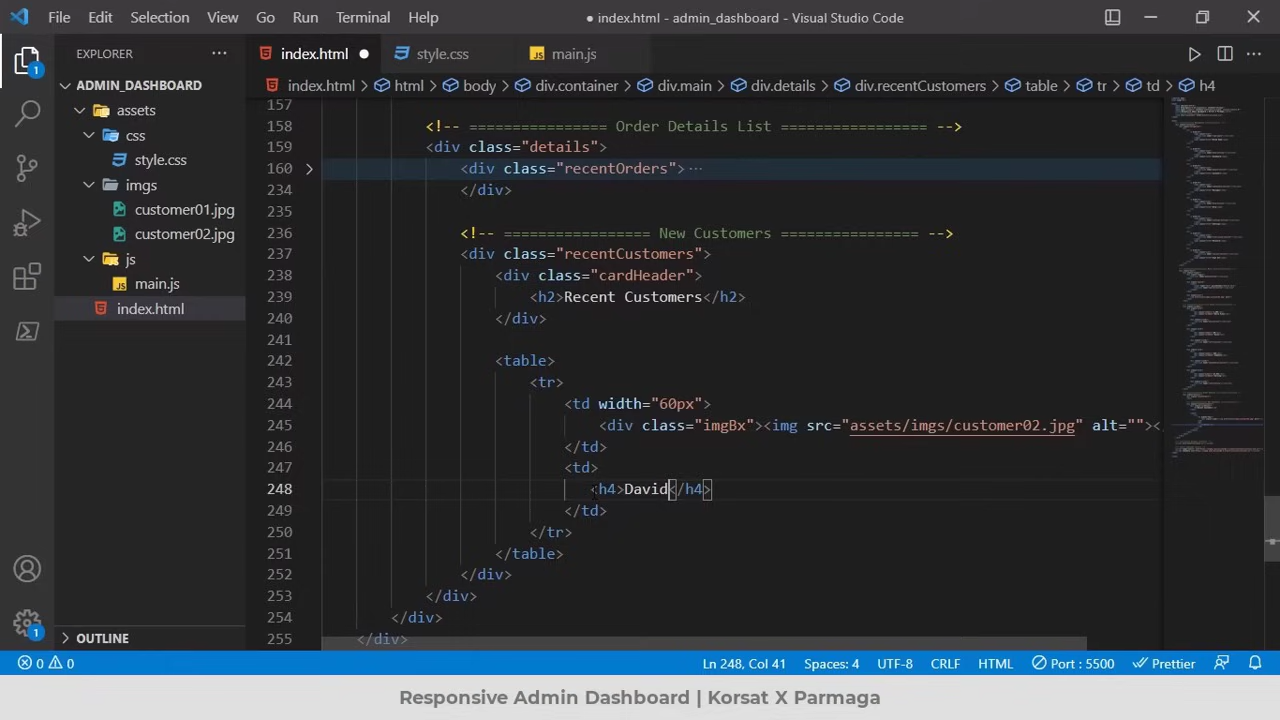 File Edit Selection View Go Run Terminal Help ● index.html - admin_dashboard - Visual Studio Code
EXPLORER ···
index.html ●
style.css
main.js
1
ADMIN_DASHBOARD
assets
css
style.css
imgs
customer01.jpg
customer02.jpg
js
main.js
index.html
OUTLINE
1
index.html > html > body > div.container > div.main > div.details > div.recentCustomers > table > tr > td > h4
157
158 <!-- ============== Order Details List ================ -->
159 <div class="details">
160 <div class="recentOrders"> ···
234 </div>
235
236 <!-- ============== New Customers ============== -->
237 <div class="recentCustomers">
238 <div class="cardHeader">
239 <h2>Recent Customers</h2>
240 </div>
241
242 <table>
243 <tr>
244 <td width="60px">
245 <div class="imgBx"><img src="assets/imgs/customer02.jpg" alt=""></
246 </td>
247 <td>
248 <h4>David</h4>
249 </td>
250 </tr>
251 </table>
252 </div>
253 </div>
254 </div>
255 </div>
0 0 Ln 248, Col 41 Spaces: 4 UTF-8 CRLF HTML Port : 5500 Prettier
Responsive Admin Dashboard | Korsat X Parmaga